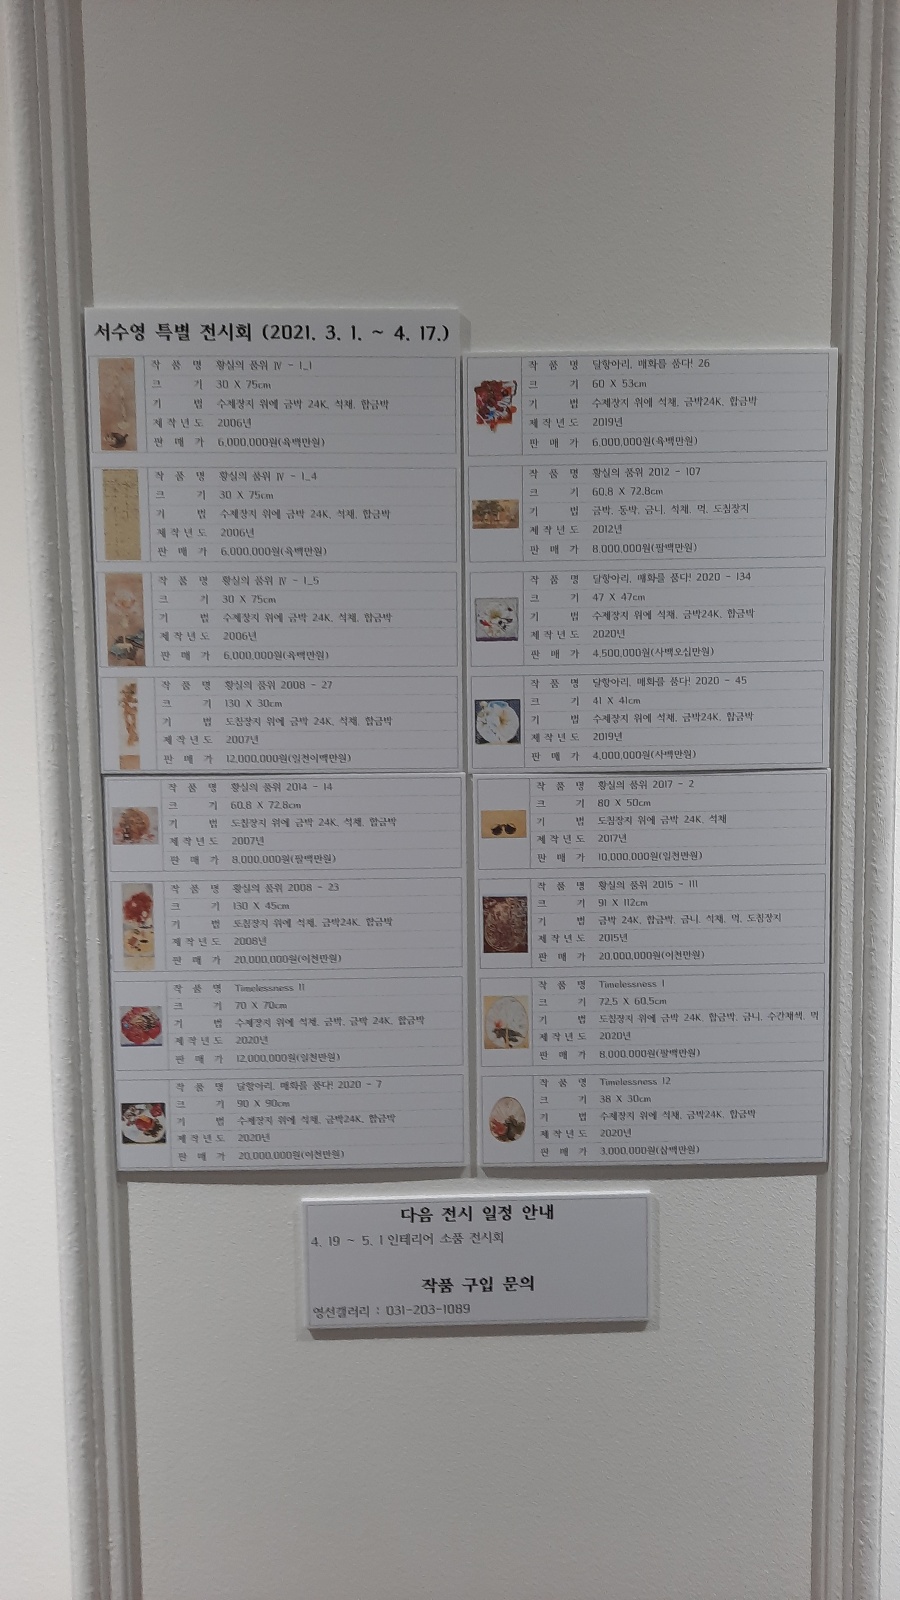 서수영 특별 전시회 (2021. 3. 1. ~ 4. 17.)
작 품 명 황실의 품위 Ⅳ - 1_1
크 기 30 X 75cm
기 법 수제장지 위에 금박 24K, 석채, 합금박
제작년도 2006년
판 매 가 6,000,000원(육백만원)
작 품 명 황실의 품위 Ⅳ - 1_4
크 기 30 X 75cm
기 법 수제장지 위에 금박 24K, 석채, 합금박
제작년도 2006년
판 매 가 6,000,000원(육백만원)
작 품 명 황실의 품위 Ⅳ - 1_5
크 기 30 X 75cm
기 법 수제장지 위에 금박 24K, 석채, 합금박
제작년도 2006년
판 매 가 6,000,000원(육백만원)
작 품 명 황실의 품위 2008 - 27
크 기 130 X 30cm
기 법 도침장지 위에 금박 24K, 석채, 합금박
제작년도 2007년
판 매 가 12,000,000원(일천이백만원)
작 품 명 황실의 품위 2014 - 14
크 기 60.8 X 72.8cm
기 법 도침장지 위에 금박 24K, 석채, 합금박
제작년도 2007년
판 매 가 8,000,000원(팔백만원)
작 품 명 황실의 품위 2008 - 23
크 기 130 X 45cm
기 법 도침장지 위에 석채, 금박24K, 합금박
제작년도 2008년
판 매 가 20,000,000원(이천만원)
작 품 명 Timelessness 11
크 기 70 X 70cm
기 법 수제장지 위에 석채, 금박, 금박 24K, 합금박
제작년도 2020년
판 매 가 12,000,000원(일천만원)
작 품 명 달항아리, 매화를 품다! 2020 - 7
크 기 90 X 90cm
기 법 수제장지 위에 석채, 금박24K, 합금박
제작년도 2020년
판 매 가 20,000,000원(이천만원)
작 품 명 달항아리, 매화를 품다! 26
크 기 60 X 53cm
기 법 수제장지 위에 석채, 금박24K, 합금박
제작년도 2019년
판 매 가 6,000,000원(육백만원)
작 품 명 황실의 품위 2012 - 107
크 기 60.8 X 72.8cm
기 법 금박, 동박, 금니, 석채, 먹, 도침장지
제작년도 2012년
판 매 가 8,000,000원(팔백만원)
작 품 명 달항아리, 매화를 품다! 2020 - 134
크 기 47 X 47cm
기 법 수제장지 위에 석채, 금박24K, 합금박
제작년도 2020년
판 매 가 4,500,000원(사백오십만원)
작 품 명 달항아리, 매화를 품다! 2020 - 45
크 기 41 X 41cm
기 법 수제장지 위에 석채, 금박24K, 합금박
제작년도 2019년
판 매 가 4,000,000원(사백만원)
작 품 명 황실의 품위 2017 - 2
크 기 80 X 50cm
기 법 도침장지 위에 금박 24K, 석채
제작년도 2017년
판 매 가 10,000,000원(일천만원)
작 품 명 황실의 품위 2015 - 111
크 기 91 X 112cm
기 법 금박 24K, 합금박, 금니, 석채, 먹, 도침장지
제작년도 2015년
판 매 가 20,000,000원(이천만원)
작 품 명 Timelessness 1
크 기 72.5 X 60.5cm
기 법 도침장지 위에 금박 24K, 합금박, 금니, 수간채색, 먹
제작년도 2020년
판 매 가 8,000,000원(팔백만원)
작 품 명 Timelessness 12
크 기 38 X 30cm
기 법 수제장지 위에 석채, 금박24K, 합금박
제작년도 2020년
판 매 가 3,000,000원(삼백만원)
다음 전시 일정 안내
4. 19 ~ 5. 1 인테리어 소품 전시회
작품 구입 문의
영선갤러리 : 031-203-1089